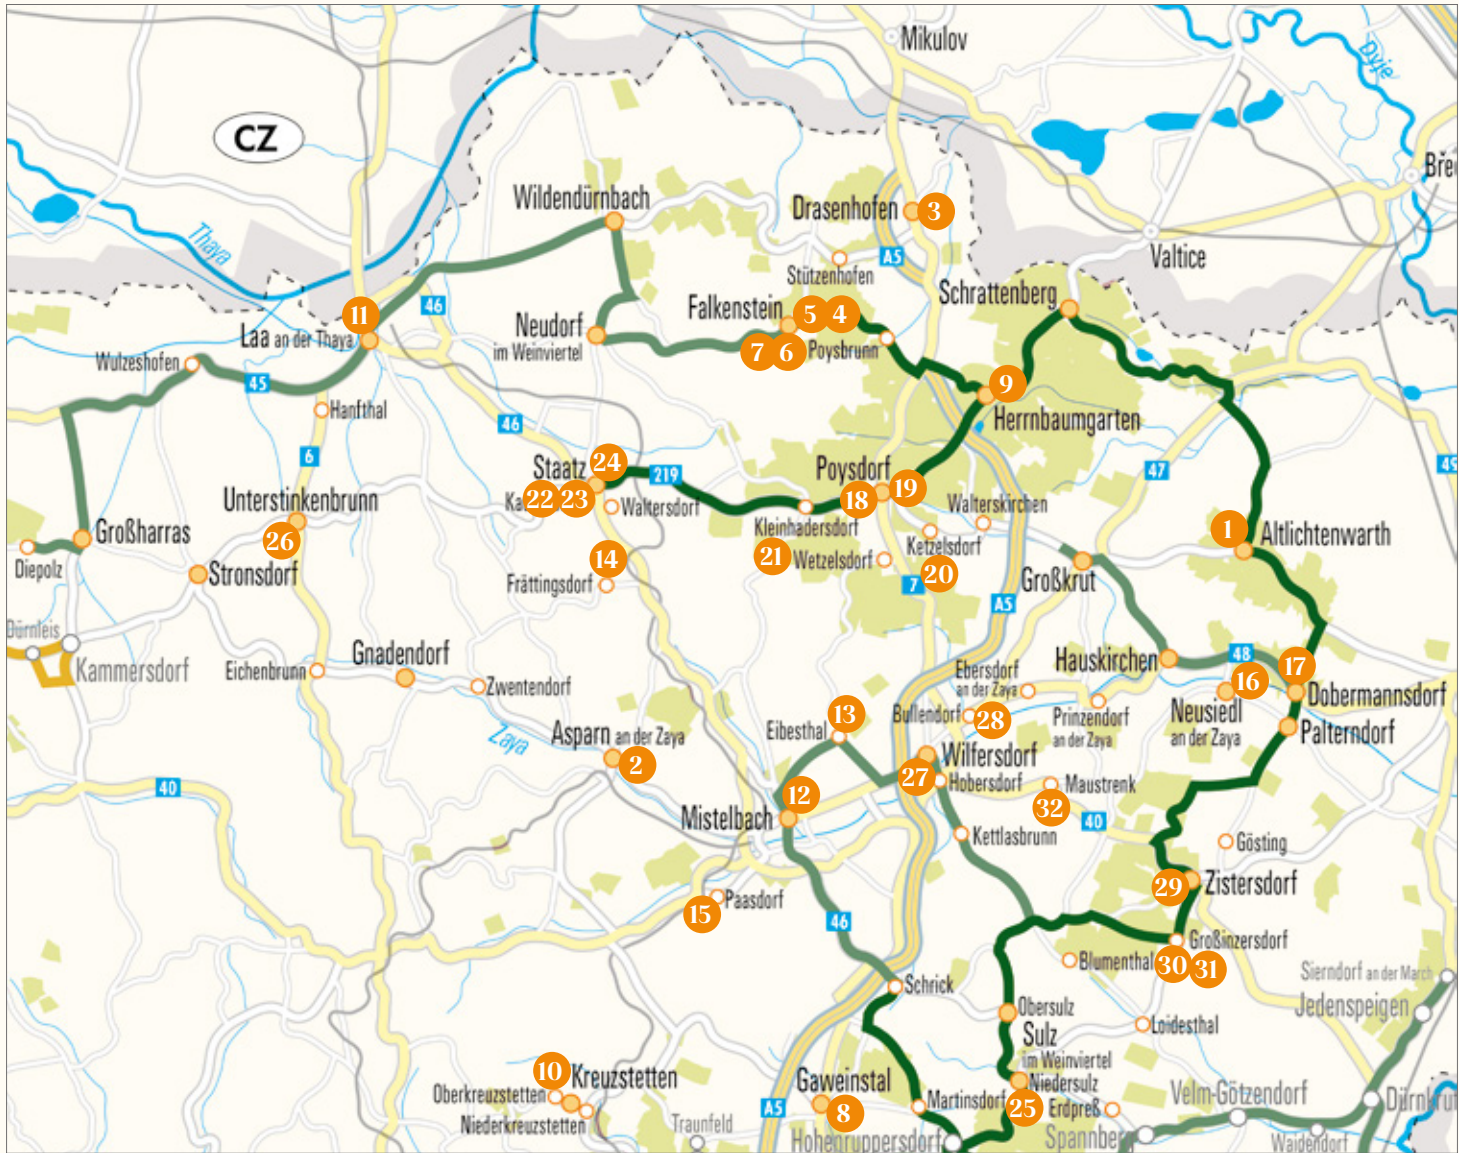 Mikulov
Dyje
CZ
Wildendürnbach
Drasenhofen
3
Thaya
Valtice
A5
Stützenhofen
Schrattenberg
46
Falkenstein
5
4
11
Laa an der Thaya
Neudorf
im Weinviertel
7
6
Poysbrunn
Wulzeshofen
45
9
Herrnbaumgarten
Hanfthal
46
6
Staatz
24
219
Poysdorf
47
49
22
23
Waltersdorf
18
19
Walterskirchen
Unterstinkenbrunn
Kleinhadersdorf
Ketzelsdorf
1
Altlichtenwarth
26
Großharras
14
21
Wetzelsdorf
20
Diepolz
Stronsdorf
Frättingsdorf
7
Großkrut
A5
Dürnleis
Kammersdorf
Gnadendorf
Eichenbrunn
Zwentendorf
Hauskirchen
48
17
Ebersdorf
an der Zaya
16
Dobermannsdorf
Neusiedl
an der Zaya
Prinzendorf
an der Zaya
Bullendorf
28
13
Eibesthal
Palterndorf
Zaya
Asparn an der Zaya
2
Wilfersdorf
27
Hobersdorf
Maustrenk
32
40
12
Mistelbach
40
Kettlasbrunn
Gösting
29
Zistersdorf
15
Paasdorf
46
Großinzersdorf
Blumenthal
30
31
Sierndorf an der March
Jedenspeigen
Schrick
Obersulz
Sulz
im Weinviertel
Loidesthal
10
Kreuzstetten
Oberkreuzstetten
Niederkreuzstetten
Gaweinstal
8
A5
Niedersulz
25
Martinsdorf
Erdpreß
Velm-Götzendorf
Traunfeld
Hohenruppersdorf
Waidendorf